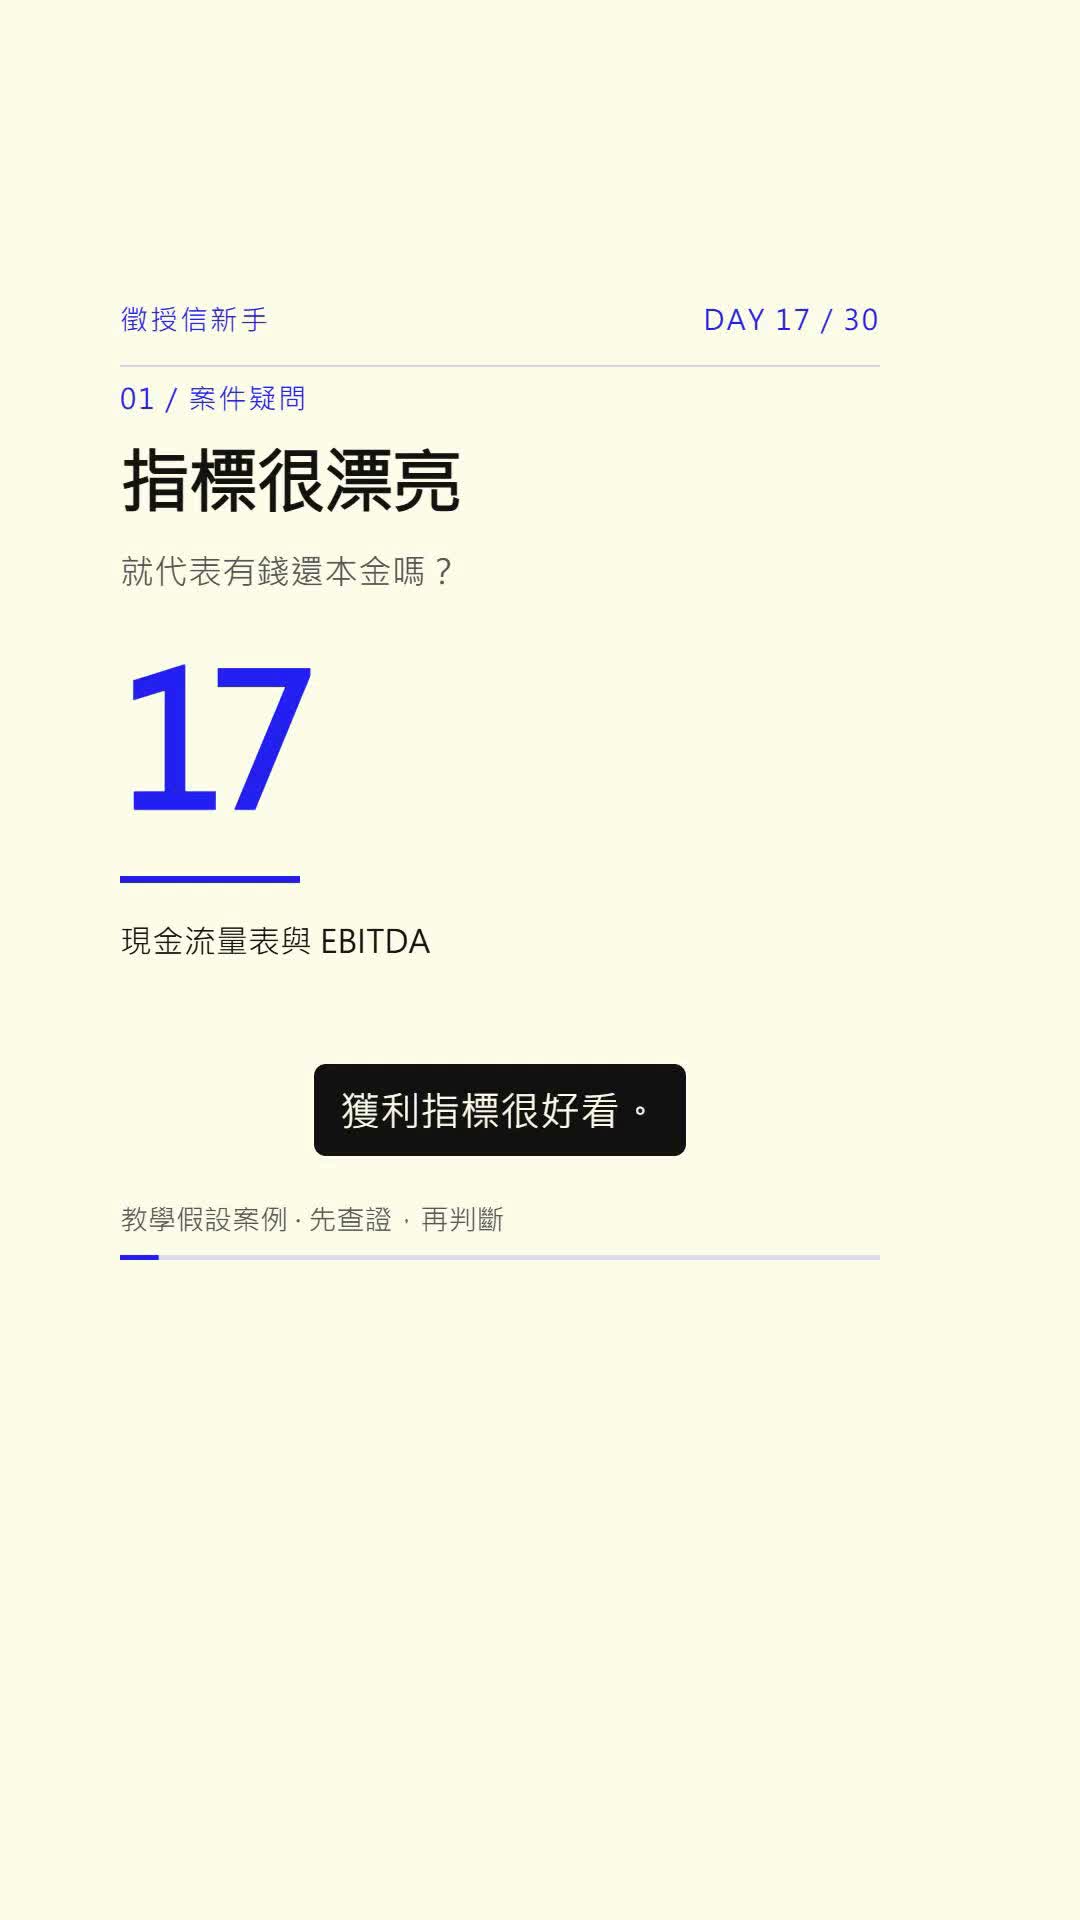 徵授信新手
DAY 17 / 30
01 / 案件疑問
指標很漂亮
就代表有錢還本金嗎？
17
現金流量表與 EBITDA
獲利指標很好看。
教學假設案例 · 先查證，再判斷